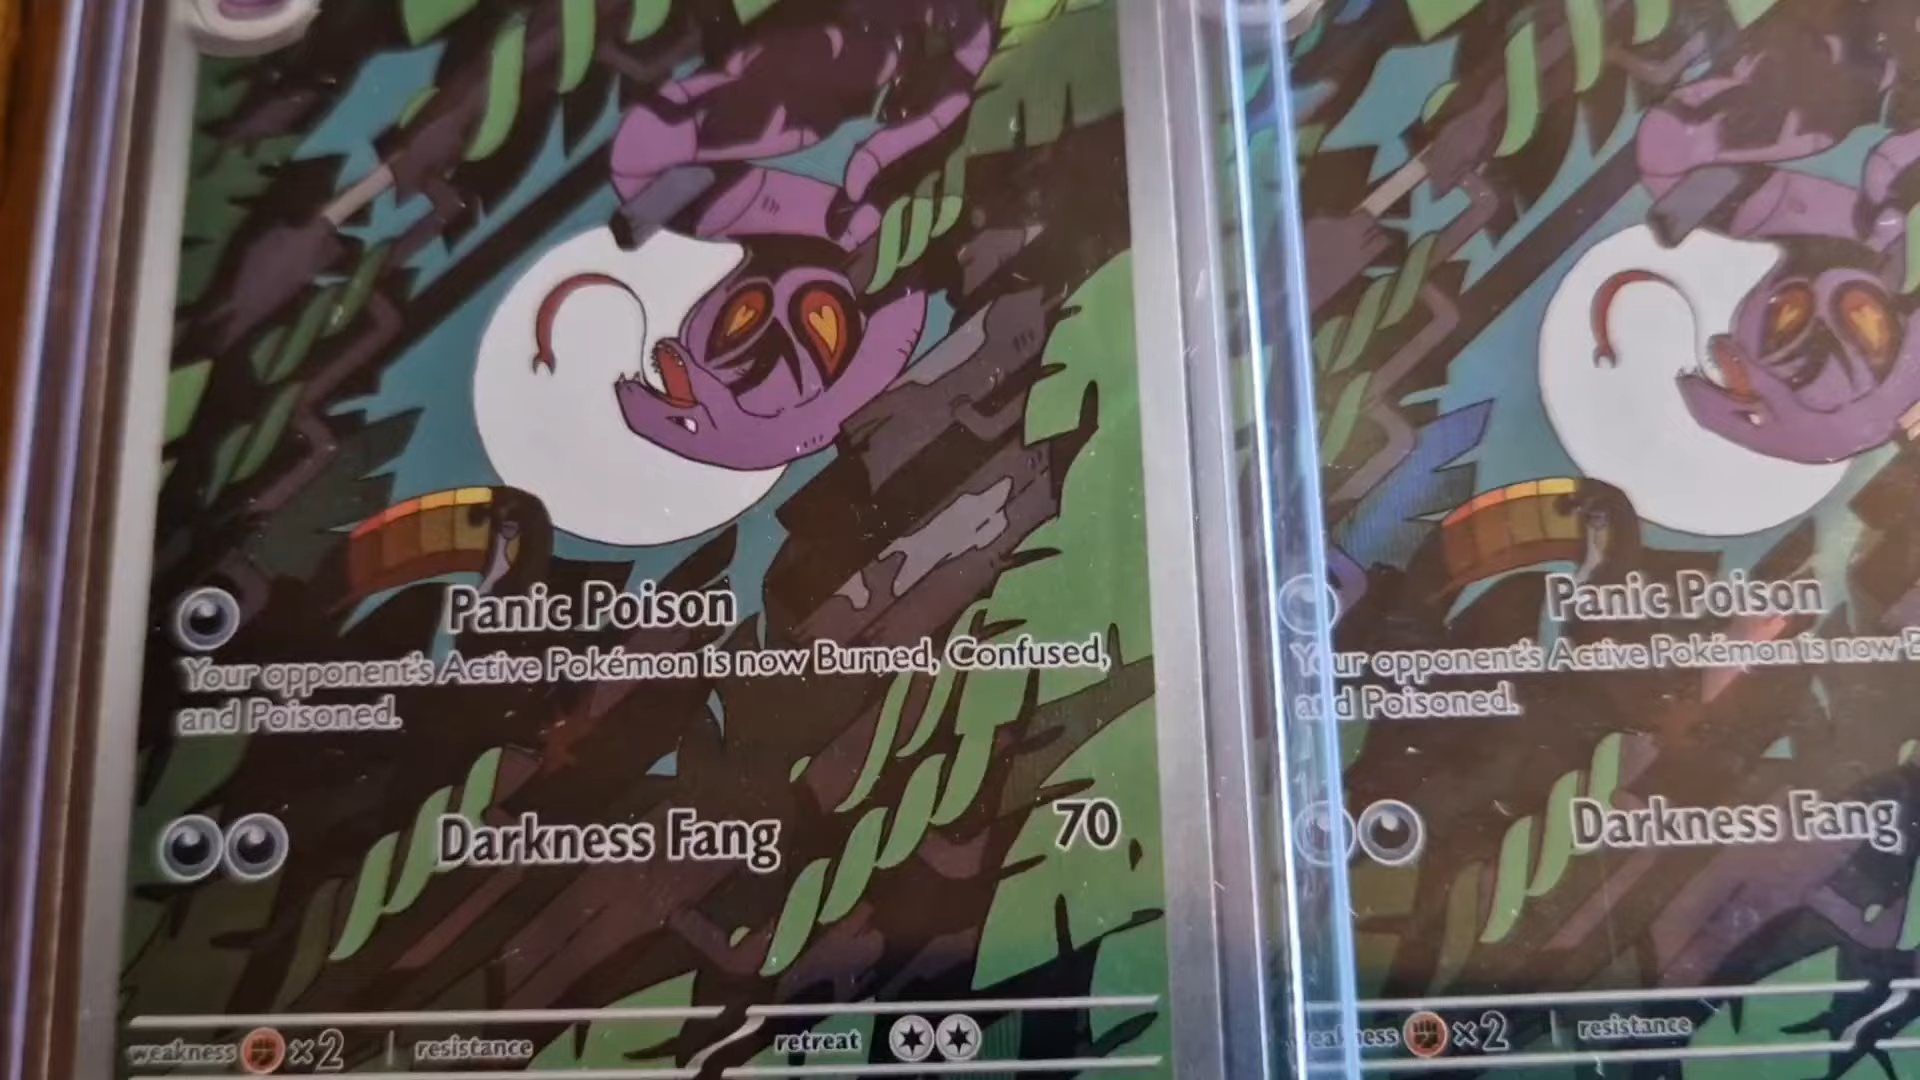 Panic Poison
Your opponent's Active Pokémon is now Burned, Confused,
and Poisoned.
Darkness Fang 70
weakness ×2 resistance retreat
Panic Poison
Your opponent's Active Pokémon is now
and Poisoned.
Darkness Fang
weakness ×2 resistance